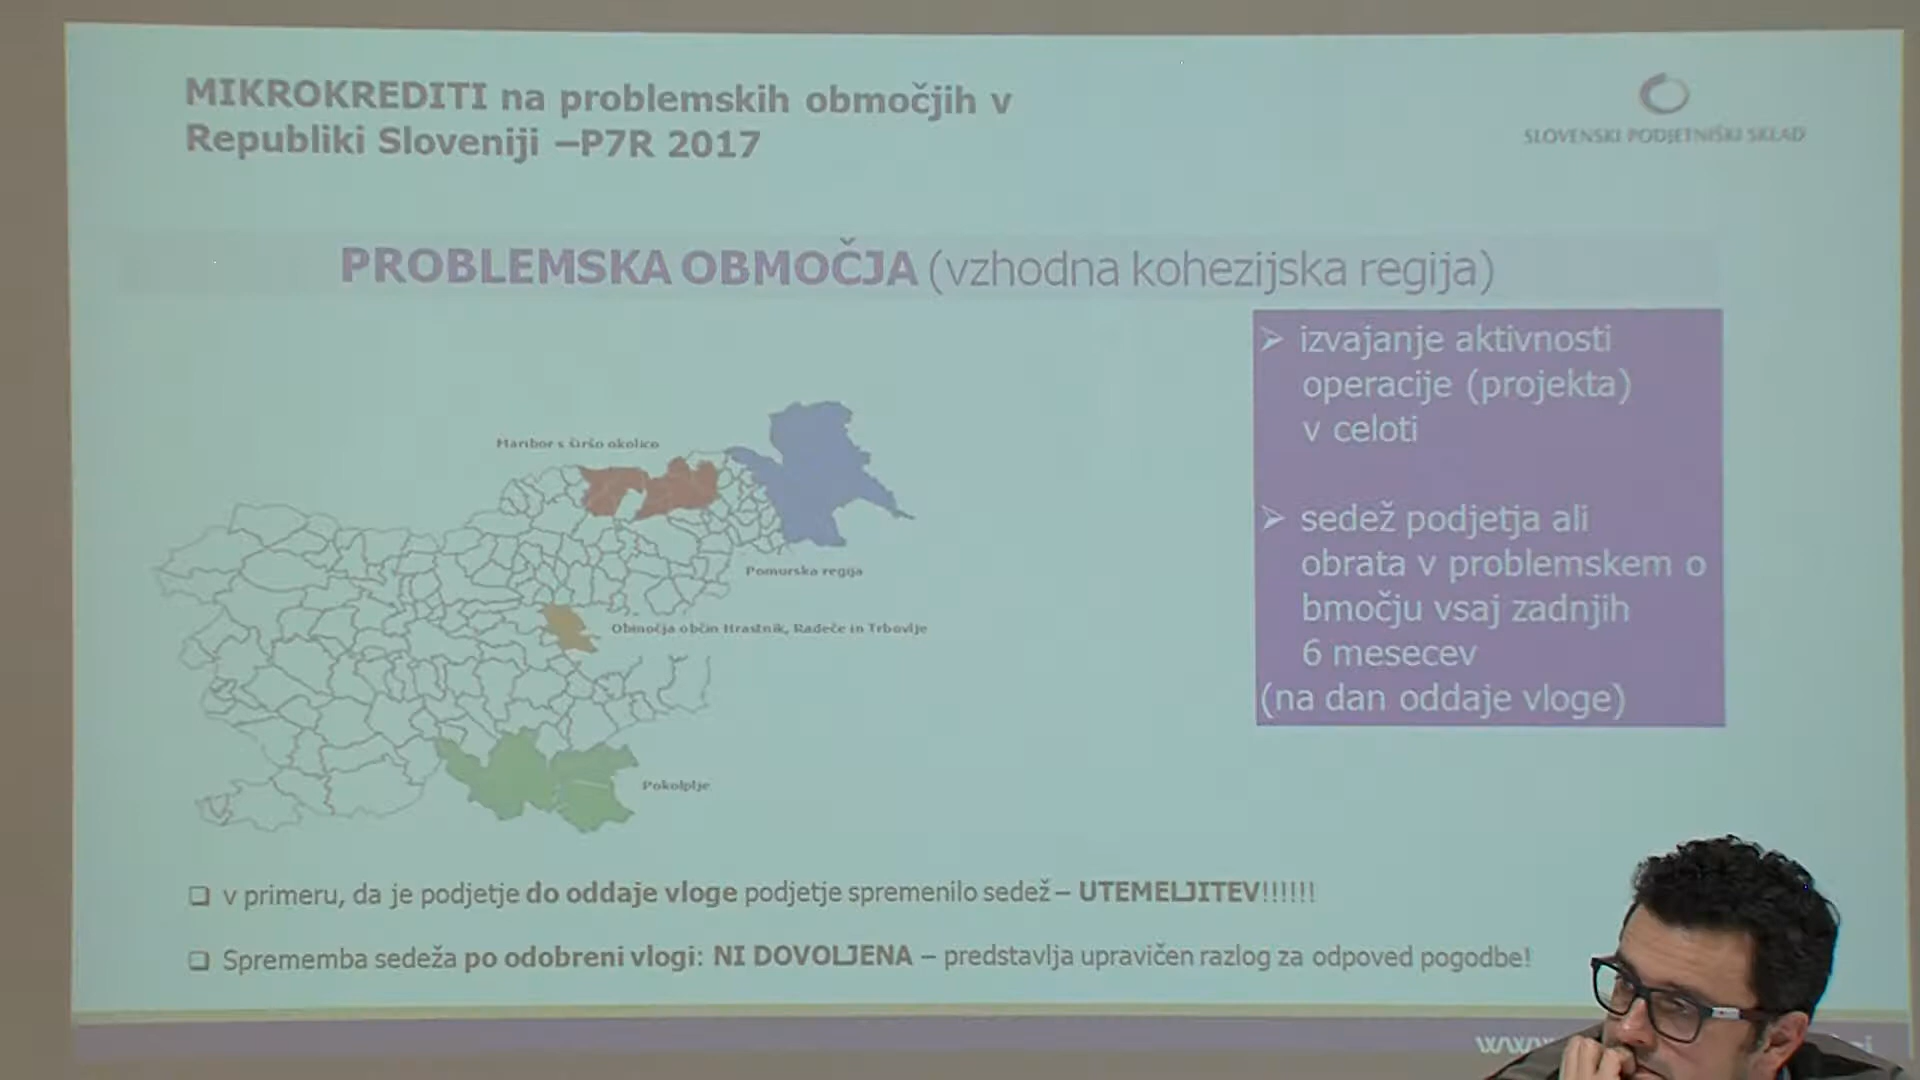 MIKROKREDITI na problemskih območjih v
Republiki Sloveniji –P7R 2017
SLOVENSKI PODJETNIŠKI SKLAD
PROBLEMSKA OBMOČJA (vzhodna kohezijska regija)
Maribor s širšo okolico
Pomurska regija
Območja občin Hrastnik, Radeče in Trbovlje
Pokolplje
➢ izvajanje aktivnosti
operacije (projekta)
v celoti
➢ sedež podjetja ali
obrata v problemskem o
bmočju vsaj zadnjih
6 mesecev
(na dan oddaje vloge)
❑ v primeru, da je podjetje do oddaje vloge podjetje spremenilo sedež – UTEMELJITEV!!!!!!
❑ Sprememba sedeža po odobreni vlogi: NI DOVOLJENA – predstavlja upravičen razlog za odpoved pogodbe!